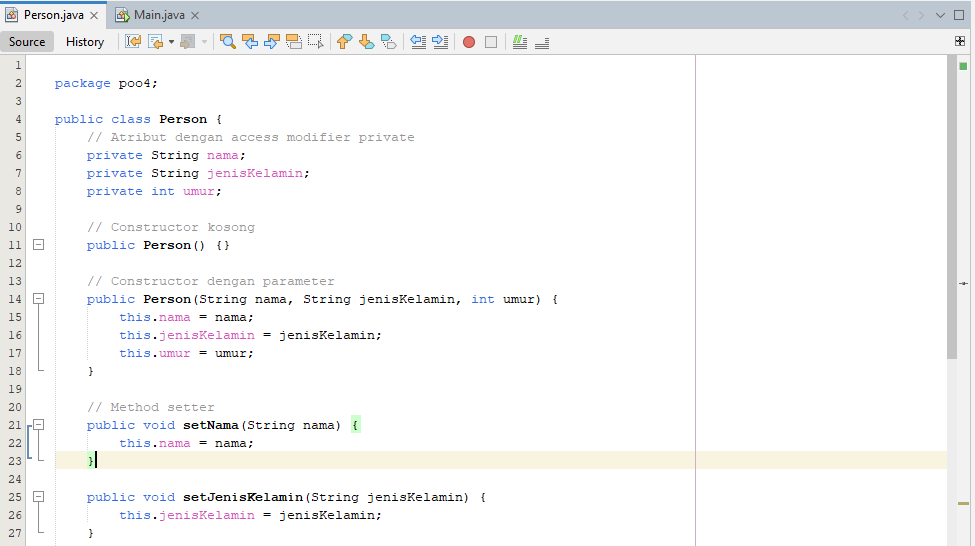 Person.java
Main.java
Source
History
1
2 package poo4;
3
4 public class Person {
5 // Atribut dengan access modifier private
6 private String nama;
7 private String jenisKelamin;
8 private int umur;
9
10 // Constructor kosong
11 public Person() {}
12
13 // Constructor dengan parameter
14 public Person(String nama, String jenisKelamin, int umur) {
15 this.nama = nama;
16 this.jenisKelamin = jenisKelamin;
17 this.umur = umur;
18 }
19
20 // Method setter
21 public void setNama(String nama) {
22 this.nama = nama;
23 }
24
25 public void setJenisKelamin(String jenisKelamin) {
26 this.jenisKelamin = jenisKelamin;
27 }